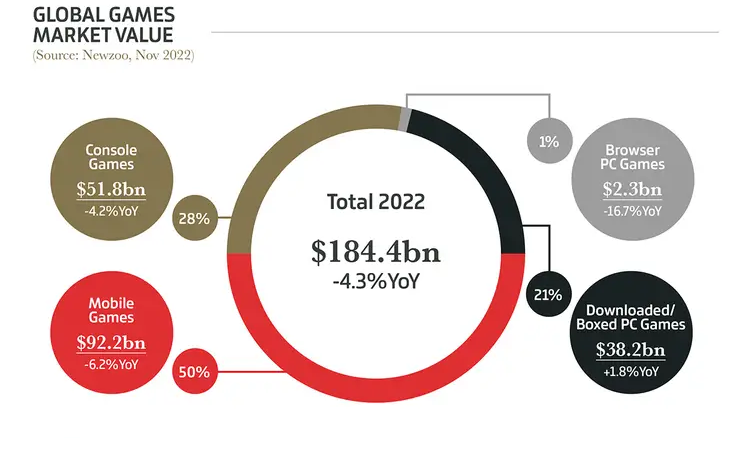 GLOBAL GAMES
MARKET VALUE
(Source: Newzoo, Nov 2022)
Console
Games
$51.8bn
-4.2%YoY
28%
Mobile
Games
$92.2bn
-6.2%YoY
50%
Total 2022
$184.4bn
-4.3%YoY
1%
Browser
PC Games
$2.3bn
-16.7%YoY
21%
Downloaded/
Boxed PC Games
$38.2bn
+1.8%YoY